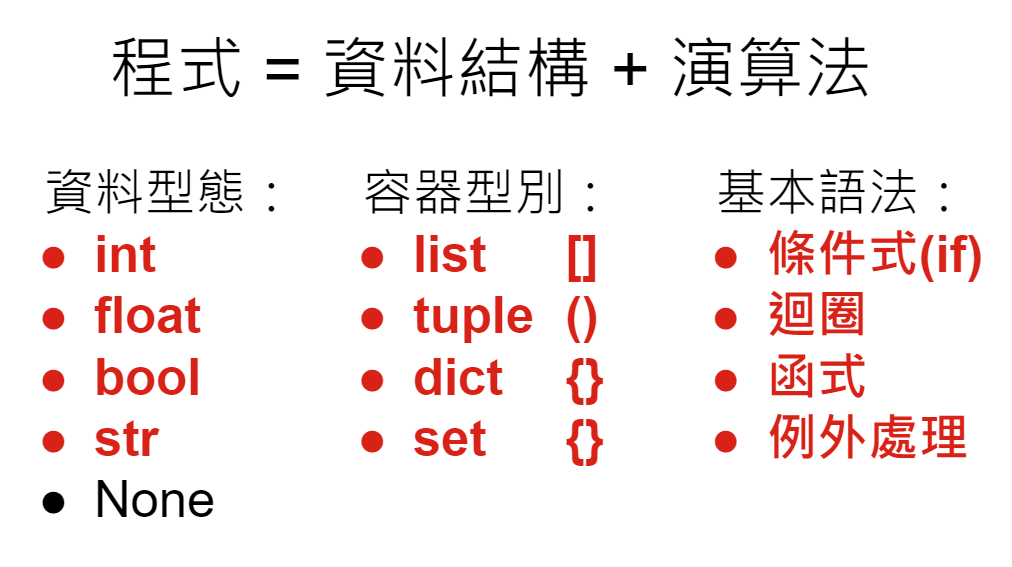 程式 = 資料結構 + 演算法
資料型態：
● int
● float
● bool
● str
● None
容器型別：
● list []
● tuple ()
● dict {}
● set {}
基本語法：
● 條件式(if)
● 迴圈
● 函式
● 例外處理